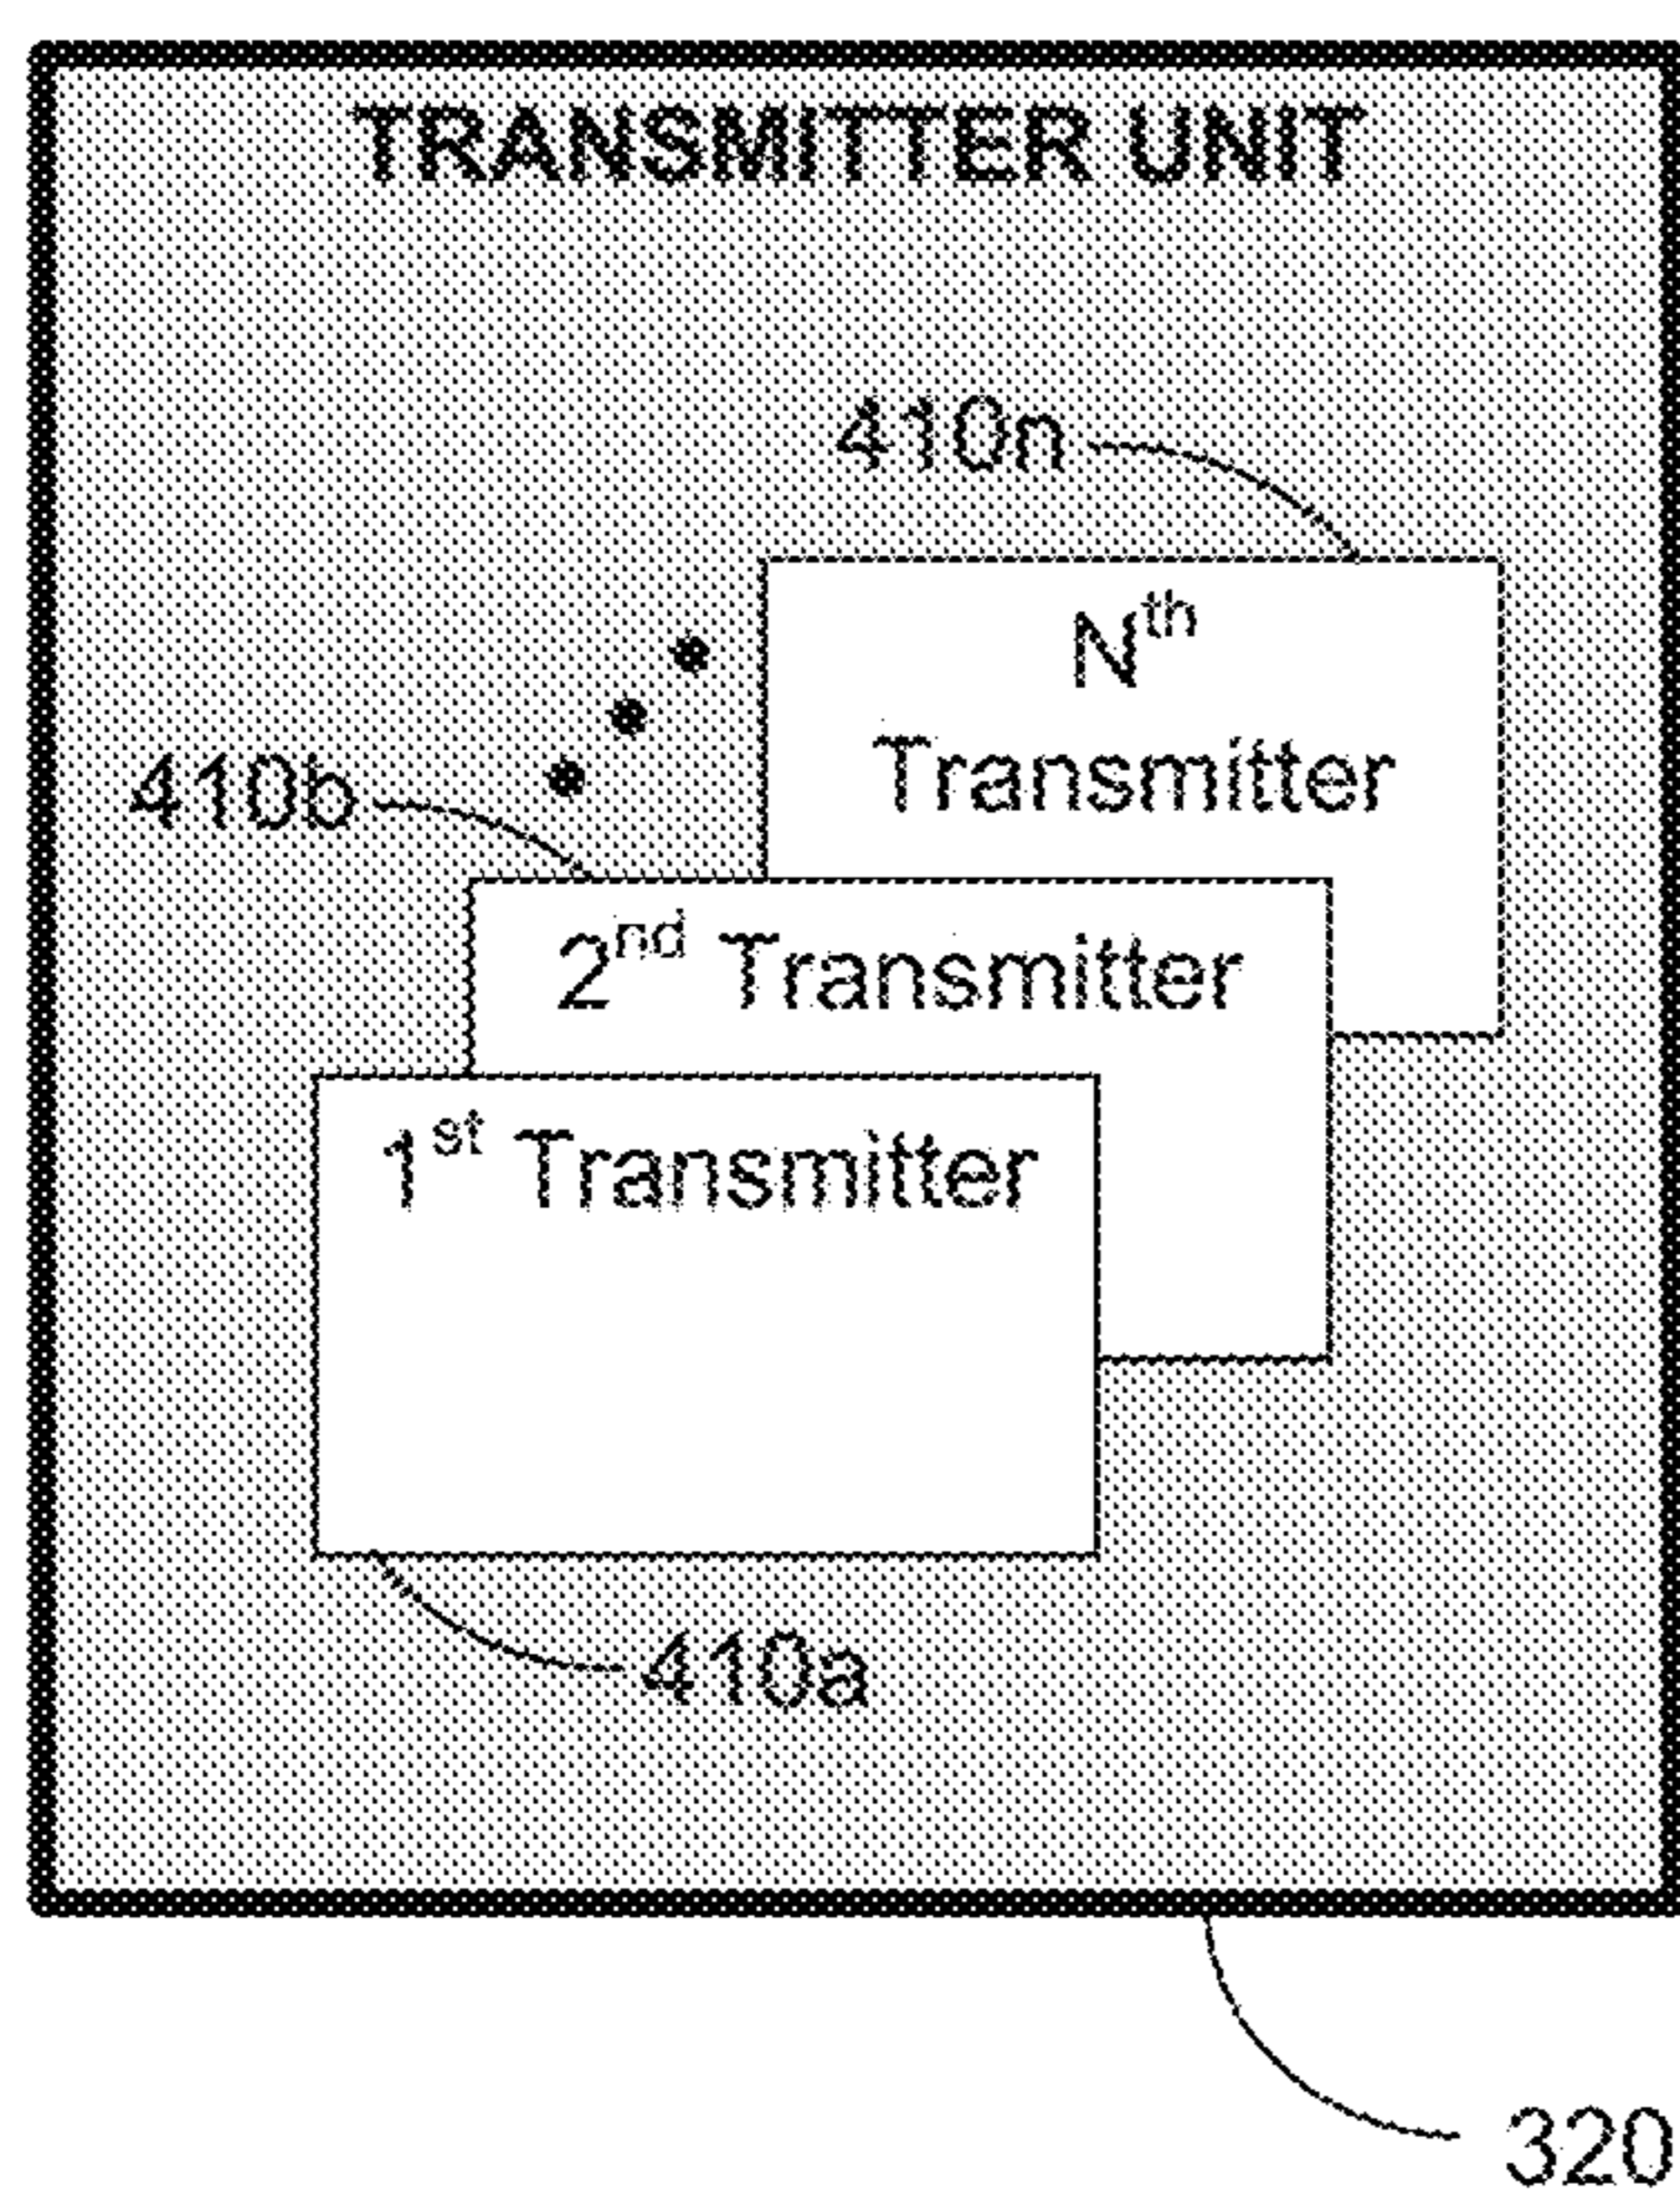 TRANSMITTER UNIT
410n
Nth
Transmitter
410b
2nd Transmitter
1st Transmitter
410a
320